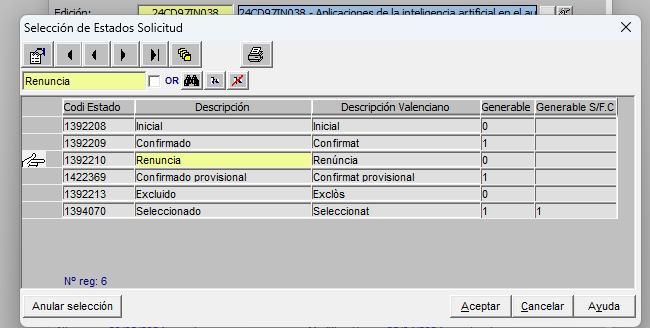 Edición: 24CD97IN038 24CD97IN038 - Aplicaciones de la inteligencia artificial en el au
Selección de Estados Solicitud
Renuncia OR
Codi Estado Descripción Descripción Valenciano Generable Generable S/F.C
1392208 Inicial Inicial 0
1392209 Confirmado Confirmat 1
1392210 Renuncia Renúncia 0
1422369 Confirmado provisional Confirmat provisional 1
1392213 Excluido Exclòs 0
1394070 Seleccionado Seleccionat 1 1
Nº reg: 6
Anular selección Aceptar Cancelar Ayuda